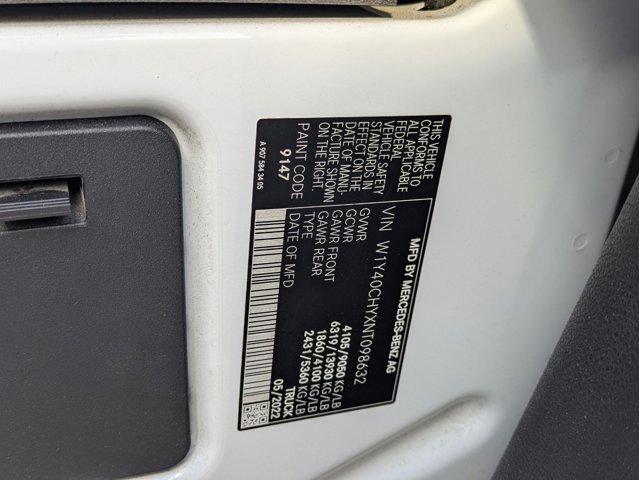 MFD BY MERCEDES-BENZ AG
VIN W1Y40CHYXNT098632
GVWR 4105/9050 KG/LB
GCWR 6319/13930 KG/LB
GAWR FRONT 1860/4100 KG/LB
GAWR REAR 2431/5360 KG/LB
TYPE TRUCK
DATE OF MFD 05/2022
THIS VEHICLE
CONFORMS TO
ALL APPLICABLE
FEDERAL
VEHICLE SAFETY
STANDARDS IN
EFFECT ON THE
DATE OF MANU-
FACTURE SHOWN
ON THE RIGHT.
PAINT CODE
9147
A 907 584 34 05